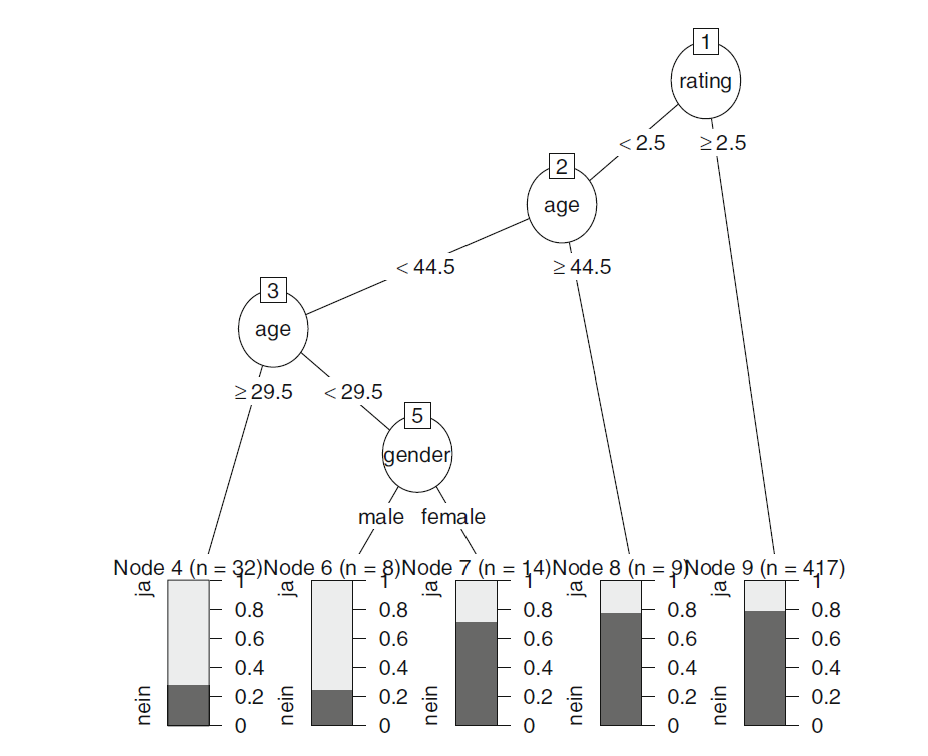 1
rating
< 2.5 ≥ 2.5
2
age
< 44.5 ≥ 44.5
3
age
≥ 29.5 < 29.5
5
gender
male female
Node 4 (n = 32) Node 6 (n = 8) Node 7 (n = 14) Node 8 (n = 9) Node 9 (n = 417)
ja 1 ja 1 ja 1 ja 1 ja 1
0.8 0.8 0.8 0.8 0.8
0.6 0.6 0.6 0.6 0.6
0.4 0.4 0.4 0.4 0.4
nein 0.2 nein 0.2 nein 0.2 nein 0.2 nein 0.2
0 0 0 0 0